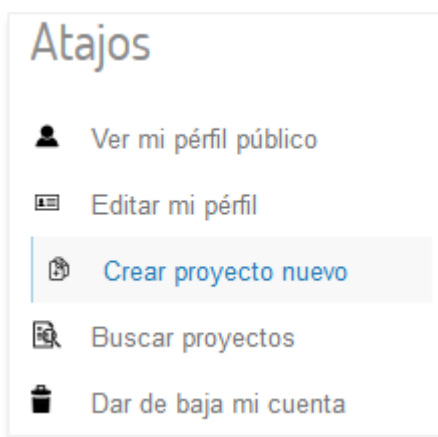 Atajos
Ver mi pérfil público
Editar mi pérfil
Crear proyecto nuevo
Buscar proyectos
Dar de baja mi cuenta